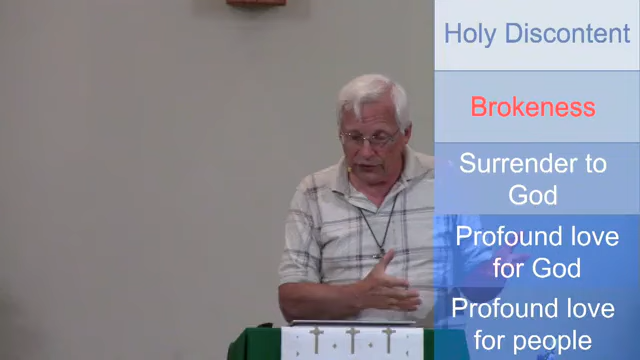 Holy Discontent
Brokeness
Surrender to
God
Profound love
for God
Profound love
for people